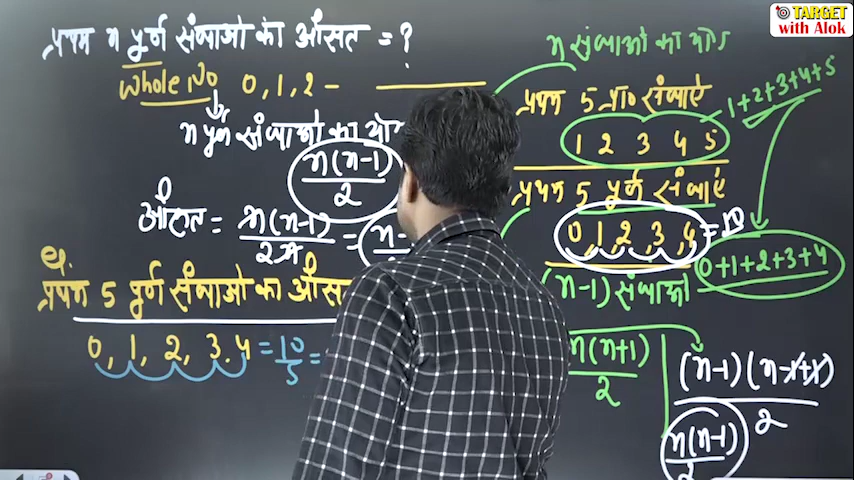 TARGET
with Alok
प्रथम n पूर्ण संख्याओ का औसत = ?
Whole No 0, 1, 2 -
n पूर्ण संख्याओ का यो
n(n-1)
2
औसत = n(n-1) = n-
2n
प्रथम 5 पूर्ण संख्याओ का औसत
0, 1, 2, 3, 4 = 10 =
5
n संख्याओं का योग
प्रथम 5 प्रा० संख्याएं
1+2+3+4+5
1 2 3 4 5
प्रथम 5 पूर्ण संख्याएं
0, 1, 2, 3, 4 = 10
0+1+2+3+4
(n-1) संख्याओं
n(n+1)
2
(n-1)(n-1+1)
2
n(n-1)
2